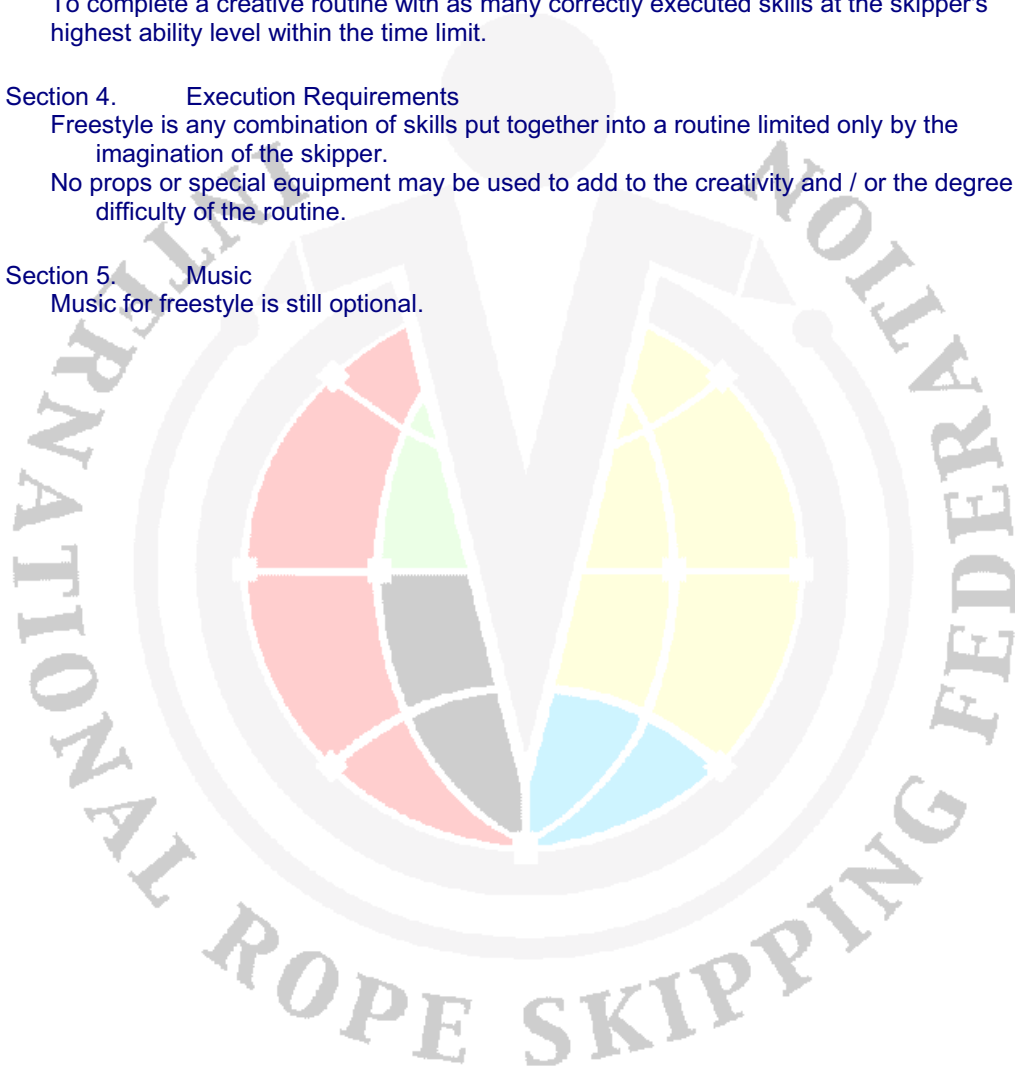 To complete a creative routine with as many correctly executed skills at the skipper's
highest ability level within the time limit.
Section 4. Execution Requirements
Freestyle is any combination of skills put together into a routine limited only by the
imagination of the skipper.
No props or special equipment may be used to add to the creativity and / or the degree
difficulty of the routine.
Section 5. Music
Music for freestyle is still optional.
INTERNATIONAL ROPE SKIPPING FEDERATION